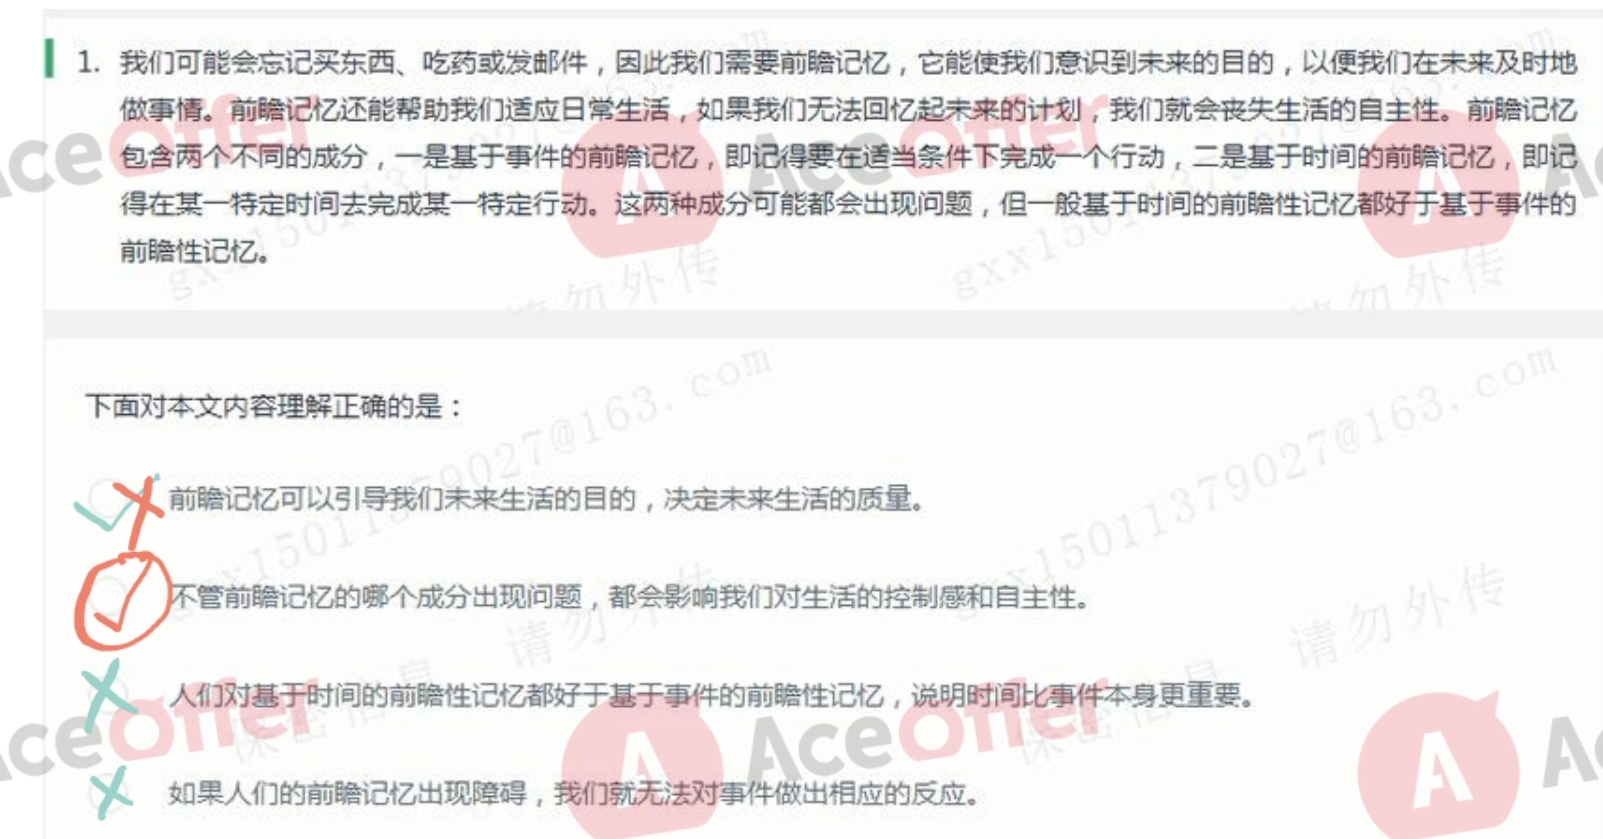 1. 我们可能会忘记买东西、吃药或发邮件，因此我们需要前瞻记忆，它能使我们意识到未来的目的，以便我们在未来及时地
做事情。前瞻记忆还能帮助我们适应日常生活，如果我们无法回忆起未来的计划，我们就会丧失生活的自主性。前瞻记忆
包含两个不同的成分，一是基于事件的前瞻记忆，即记得要在适当条件下完成一个行动，二是基于时间的前瞻记忆，即记
得在某一特定时间去完成某一特定行动。这两种成分可能都会出现问题，但一般基于时间的前瞻性记忆都好于基于事件的
前瞻性记忆。
下面对本文内容理解正确的是：
前瞻记忆可以引导我们未来生活的目的，决定未来生活的质量。
不管前瞻记忆的哪个成分出现问题，都会影响我们对生活的控制感和自主性。
人们对基于时间的前瞻性记忆都好于基于事件的前瞻性记忆，说明时间比事件本身更重要。
如果人们的前瞻记忆出现障碍，我们就无法对事件做出相应的反应。
Aceoffer
Aceoffer
请勿外传
请勿外传